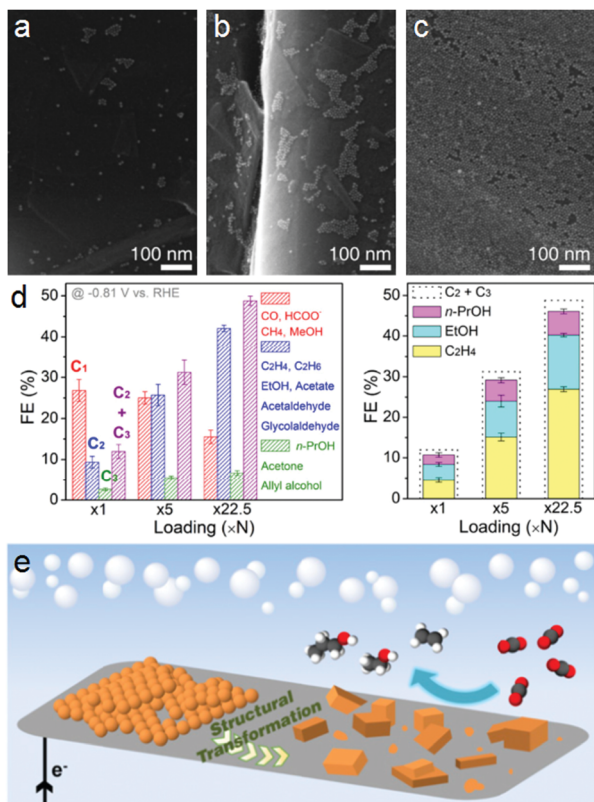 a
b
c
100 nm
100 nm
100 nm
d
@ -0.81 V vs. RHE
FE (%)
50
40
30
20
10
0
C₁
C₂
C₃
C₂
+
C₃
CO, HCOO⁻
CH₄, MeOH
C₂H₄, C₂H₆
EtOH, Acetate
Acetaldehyde
Glycolaldehyde
n-PrOH
Acetone
Allyl alcohol
x1
x5
x22.5
Loading (×N)
FE (%)
50
40
30
20
10
0
C₂ + C₃
n-PrOH
EtOH
C₂H₄
x1
x5
x22.5
Loading (×N)
e
Structural
Transformation
e⁻